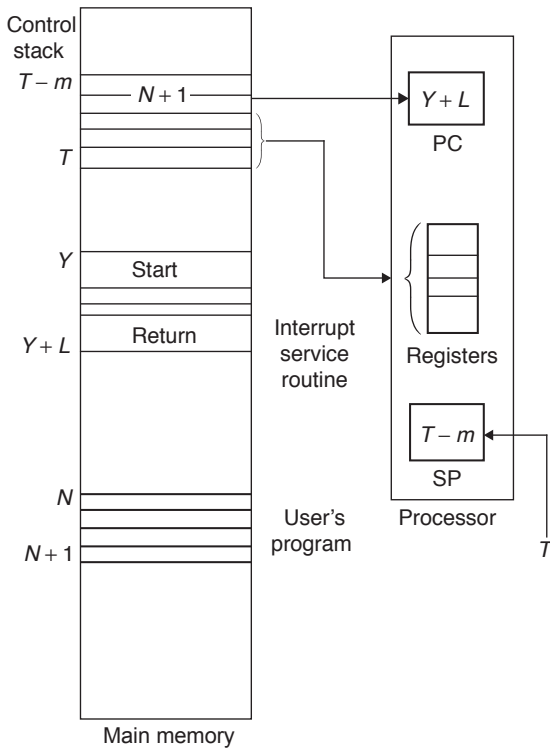 Control
stack
T – m
N + 1
T
Y
Start
Return
Y + L
Interrupt
service
routine
N
User's
program
N + 1
Main memory
Y + L
PC
Registers
T – m
SP
Processor
T